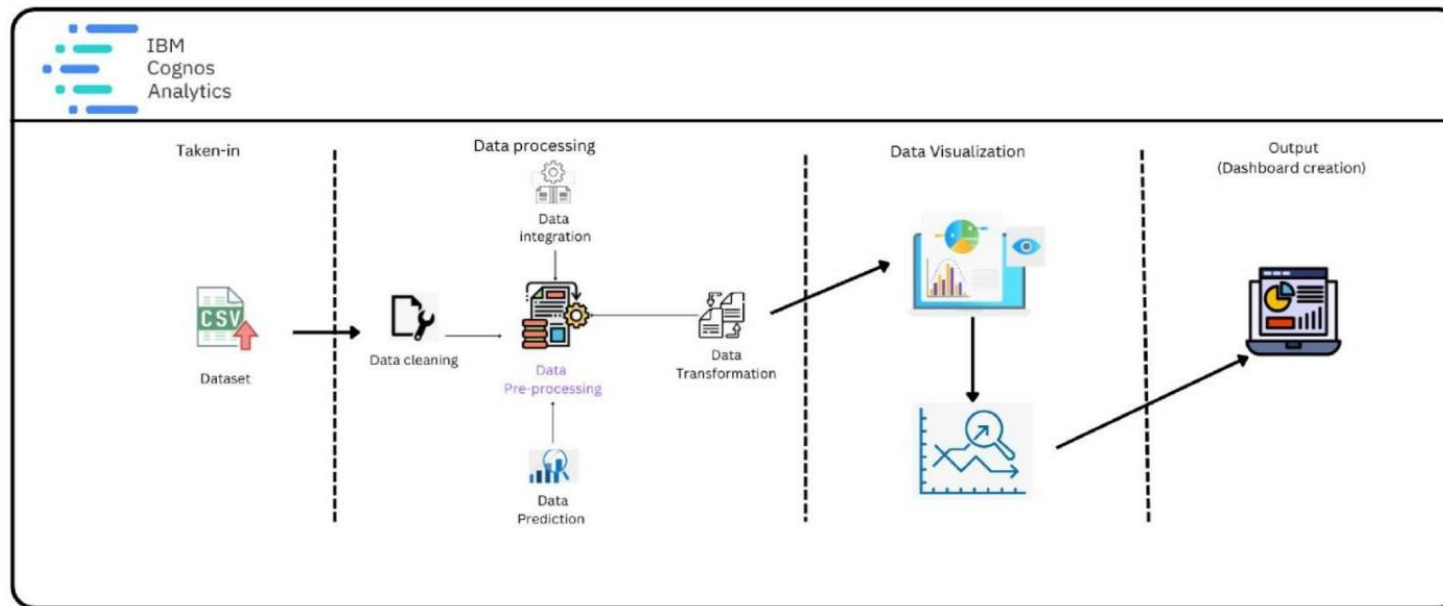 IBM
Cognos
Analytics
Taken-in
Data processing
Data Visualization
Output
(Dashboard creation)
Data
integration
CSV
Dataset
Data cleaning
Data
Pre-processing
Data
Transformation
Data
Prediction